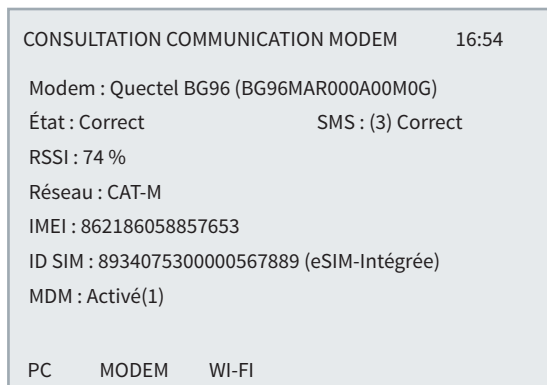 CONSULTATION COMMUNICATION MODEM 16:54
Modem : Quectel BG96 (BG96MAR000A00M0G)
État : Correct SMS : (3) Correct
RSSI : 74 %
Réseau : CAT-M
IMEI : 862186058857653
ID SIM : 8934075300000567889 (eSIM-Intégrée)
MDM : Activé(1)
PC MODEM WI-FI